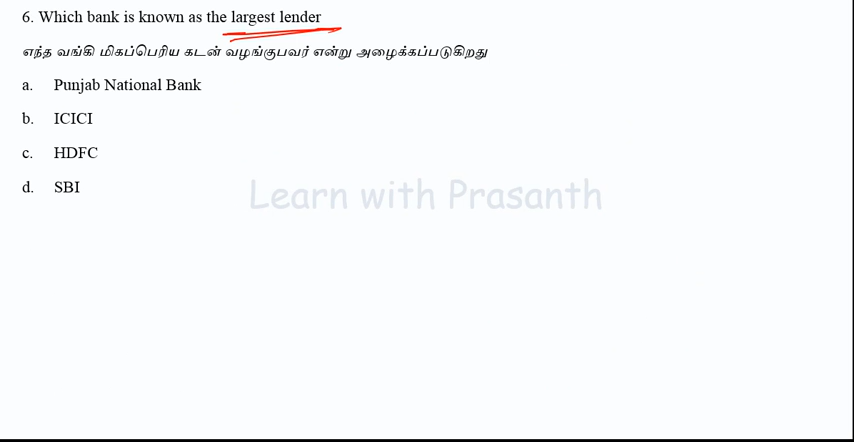 6. Which bank is known as the largest lender
எந்த வங்கி மிகப்பெரிய கடன் வழங்குபவர் என்று அழைக்கப்படுகிறது
a. Punjab National Bank
b. ICICI
c. HDFC
d. SBI
Learn with Prasanth